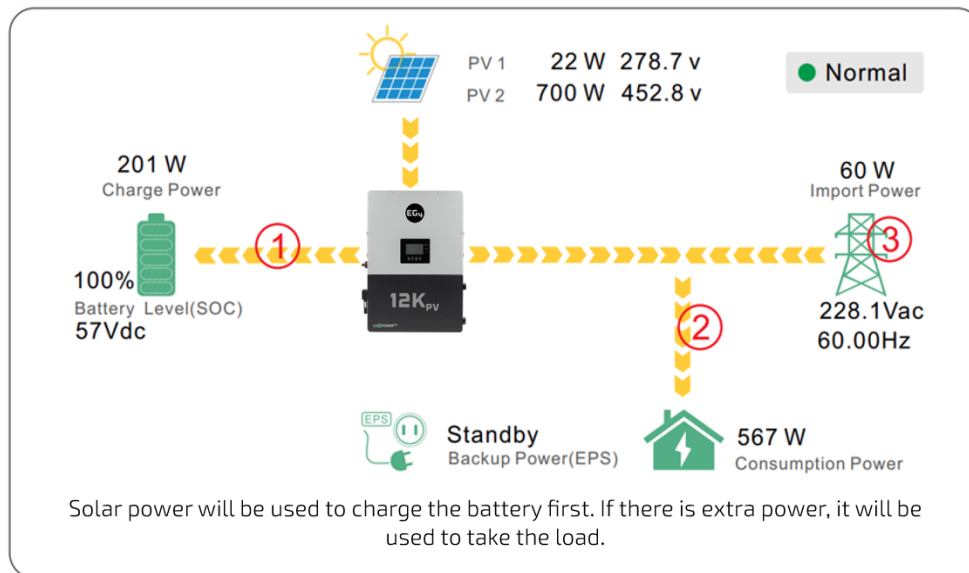 PV 1 22 W 278.7 v
PV 2 700 W 452.8 v
Normal
201 W
Charge Power
60 W
Import Power
EG4
1
3
100%
Battery Level(SOC)
57Vdc
12K PV
2
228.1Vac
60.00Hz
EPS
Standby
Backup Power(EPS)
567 W
Consumption Power
Solar power will be used to charge the battery first. If there is extra power, it will be
used to take the load.